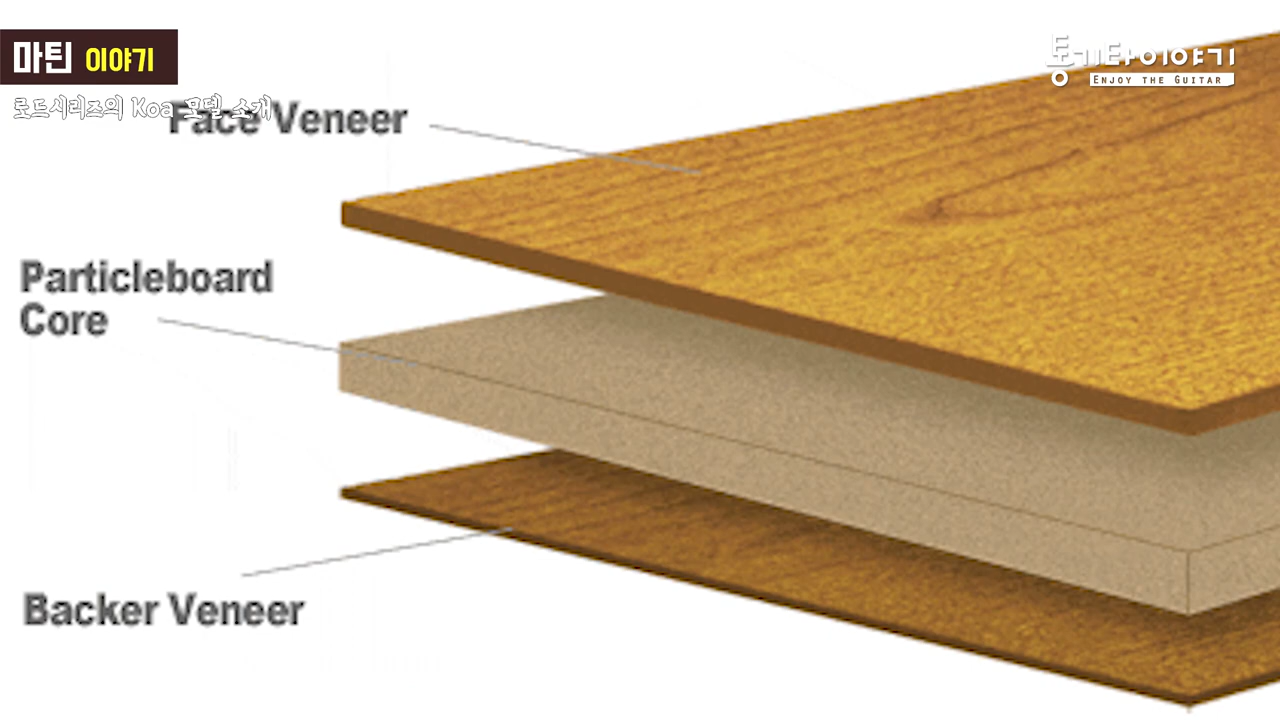 마틴 이야기
로드시리즈의 Koa 모델 소개
통기타이야기
ENJOY THE GUITAR
Face Veneer
Particleboard
Core
Backer Veneer